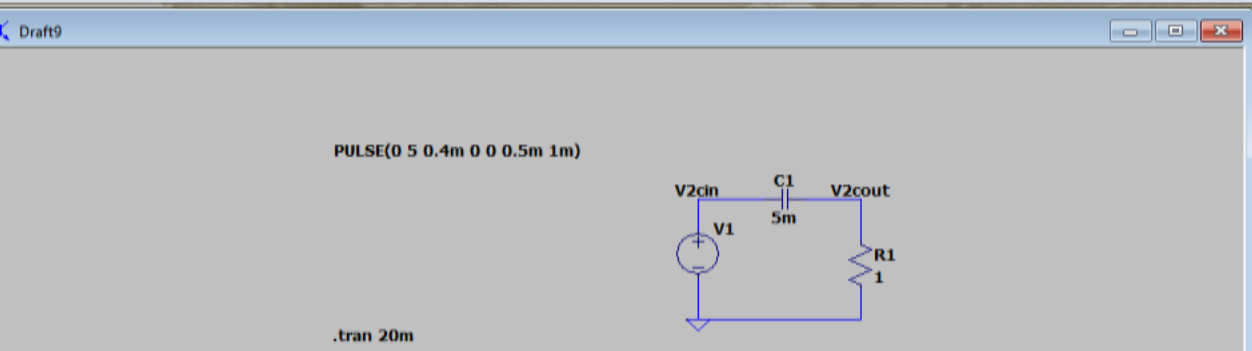 Draft9
PULSE(0 5 0.4m 0 0 0.5m 1m)
C1
V2cin
V2cout
5m
V1
R1
1
.tran 20m